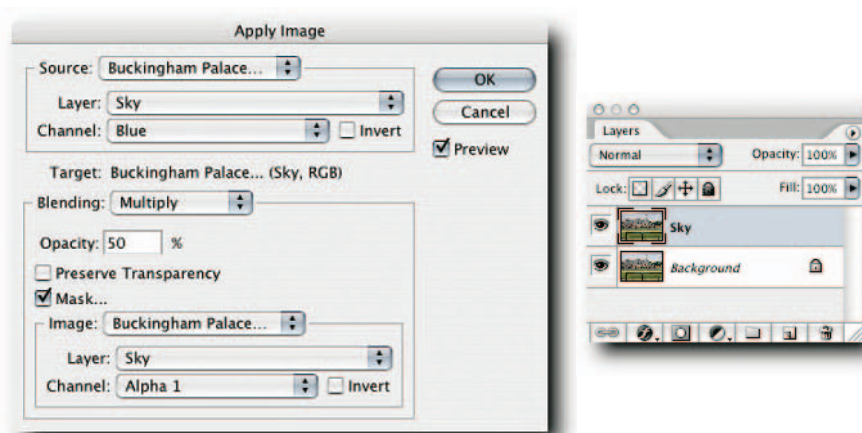 Apply Image
Source: Buckingham Palace...
Layer: Sky
Channel: Blue
Invert
OK
Cancel
Preview
Target: Buckingham Palace... (Sky, RGB)
Blending: Multiply
Opacity: 50 %
Preserve Transparency
Mask...
Image: Buckingham Palace...
Layer: Sky
Channel: Alpha 1
Invert
Layers
Normal
Opacity: 100%
Lock:
Fill: 100%
Sky
Background